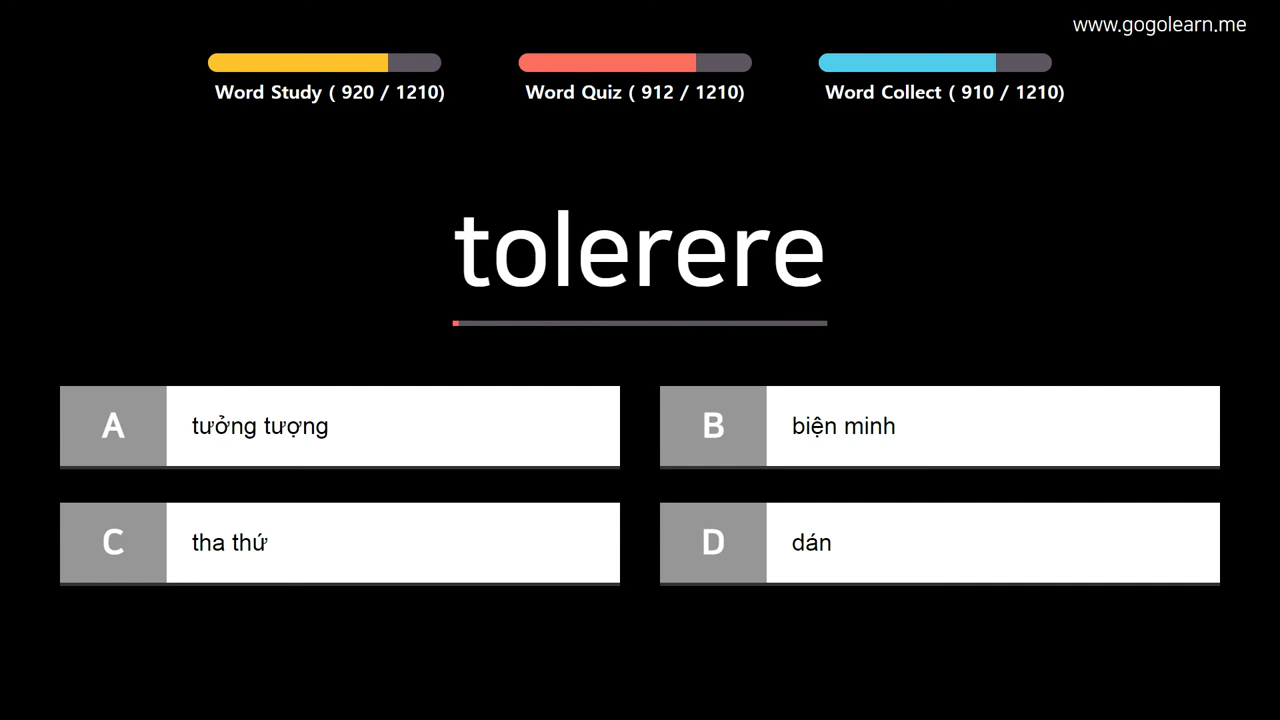 www.gogolearn.me
Word Study ( 920 / 1210)
Word Quiz ( 912 / 1210)
Word Collect ( 910 / 1210)
tolerere
A
tưởng tượng
B
biện minh
C
tha thứ
D
dán